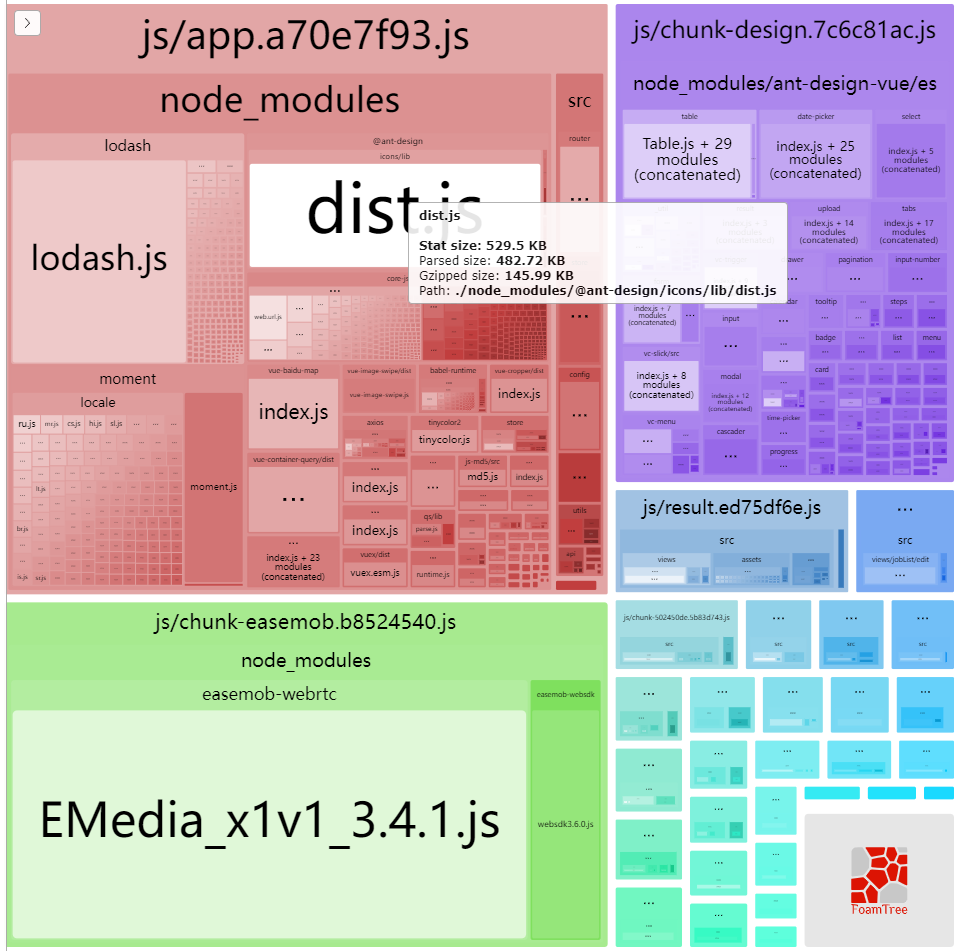 js/app.a70e7f93.js
node_modules
src
lodash
@ant-design
router
icons/lib
dist.js
lodash.js
dist.js
Stat size: 529.5 KB
Parsed size: 482.72 KB
Gzipped size: 145.99 KB
Path: ./node_modules/@ant-design/icons/lib/dist.js
core-js
...
web.url.js
moment
locale
ru.js
mr.js
cs.js
hi.js
sl.js
lt.js
br.js
moment.js
vue-baidu-map
index.js
vue-image-swipe/dist
vue-image-swipe.js
babel-runtime
vue-cropper/dist
index.js
config
axios
tinycolor2
tinycolor.js
store
vue-container-query/dist
...
index.js
js-md5/src
md5.js
index.js
index.js
qs/lib
parse.js
utils
api
index.js + 23
modules
(concatenated)
vuex/dist
vuex.esm.js
runtime.js
js/chunk-design.7c6c81ac.js
node_modules/ant-design-vue/es
table
date-picker
select
Table.js + 29
modules
(concatenated)
index.js + 25
modules
(concatenated)
index.js + 5
modules
(concatenated)
upload
tabs
index.js + 14
modules
(concatenated)
index.js + 17
modules
(concatenated)
pagination
input-number
index.js + 7
modules
(concatenated)
input
tooltip
steps
badge
list
menu
vc-slick/src
index.js + 8
modules
(concatenated)
modal
index.js + 12
modules
(concatenated)
card
vc-menu
cascader
time-picker
progress
js/result.ed75df6e.js
src
views
assets
...
src
views/jobList/edit
...
js/chunk-easemob.b8524540.js
node_modules
easemob-webrtc
easemob-websdk
EMedia_x1v1_3.4.1.js
websdk3.6.0.js
js/chunk-502450de.5b83d743.js
src
...
src
...
src
...
src
FoamTree